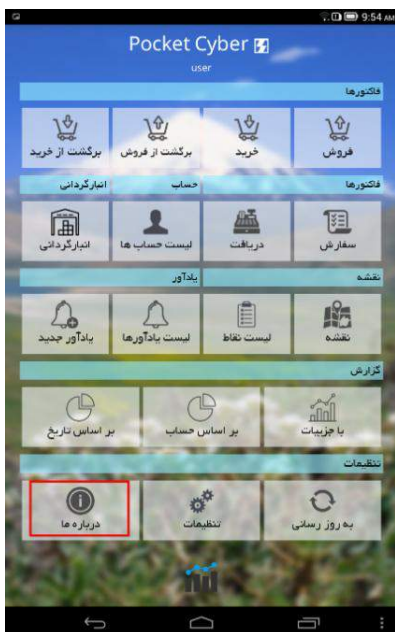 9:54 AM
Pocket Cyber
user
فاکتورها
فروش
خرید
برگشت از فروش
برگشت از خرید
فاکتورها
حساب
انبارگردانی
سفارش
دریافت
لیست حساب ها
انبارگردانی
نقشه
یادآور
نقشه
لیست نقاط
لیست یادآورها
یادآور جدید
گزارش
با جزییات
بر اساس حساب
بر اساس تاریخ
تنظیمات
به روز رسانی
تنظیمات
درباره ما